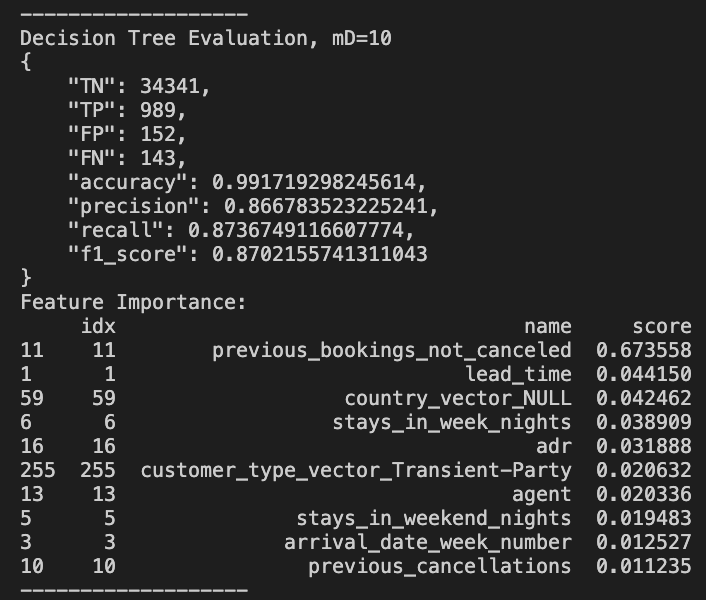 -------------------
Decision Tree Evaluation, mD=10
{
    "TN": 34341,
    "TP": 989,
    "FP": 152,
    "FN": 143,
    "accuracy": 0.991719298245614,
    "precision": 0.866783523225241,
    "recall": 0.8736749116607774,
    "f1_score": 0.8702155741311043
}
Feature Importance:
     idx                                  name     score
11    11        previous_bookings_not_canceled  0.673558
1      1                             lead_time  0.044150
59    59                   country_vector_NULL  0.042462
6      6                  stays_in_week_nights  0.038909
16    16                                   adr  0.031888
255  255  customer_type_vector_Transient-Party  0.020632
13    13                                 agent  0.020336
5      5               stays_in_weekend_nights  0.019483
3      3              arrival_date_week_number  0.012527
10    10                previous_cancellations  0.011235
-------------------